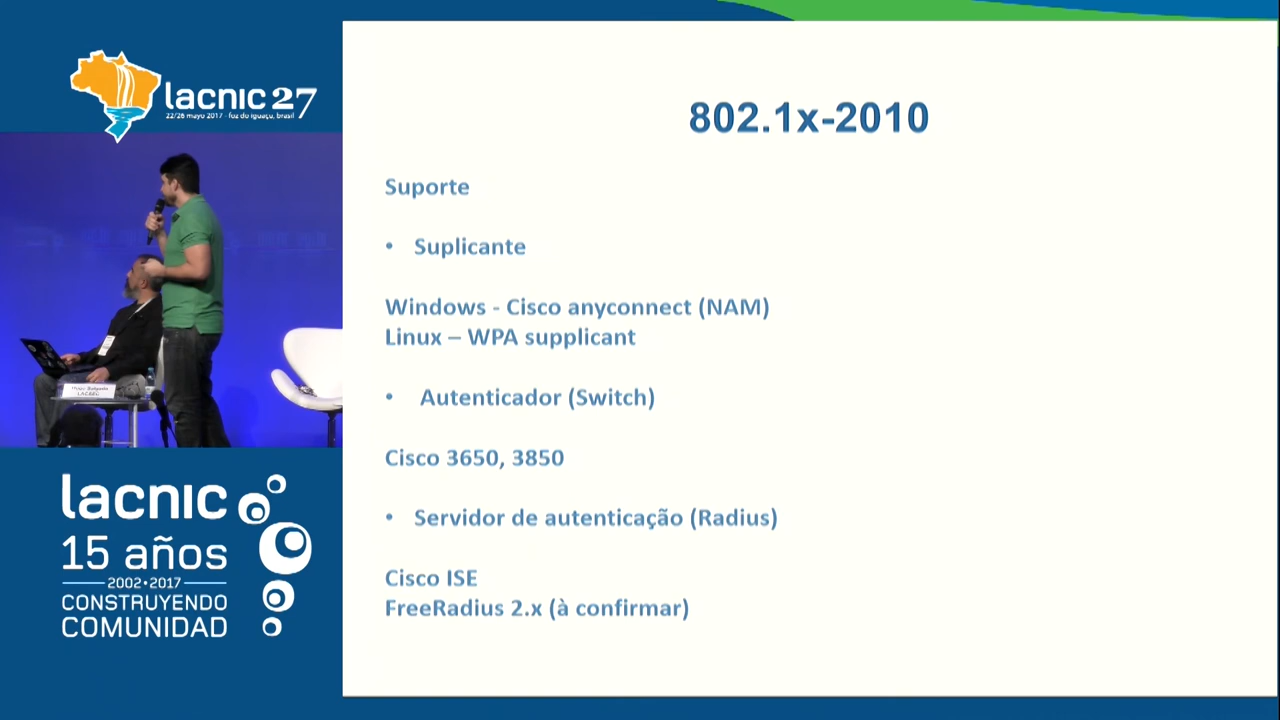 lacnic 27
22/26 mayo 2017 - foz do iguaçu, brasil
802.1x-2010
Suporte
• Suplicante
Windows - Cisco anyconnect (NAM)
Linux – WPA supplicant
• Autenticador (Switch)
Cisco 3650, 3850
• Servidor de autenticação (Radius)
Cisco ISE
FreeRadius 2.x (à confirmar)
LACSEC
lacnic
15 años
2002•2017
CONSTRUYENDO
COMUNIDAD